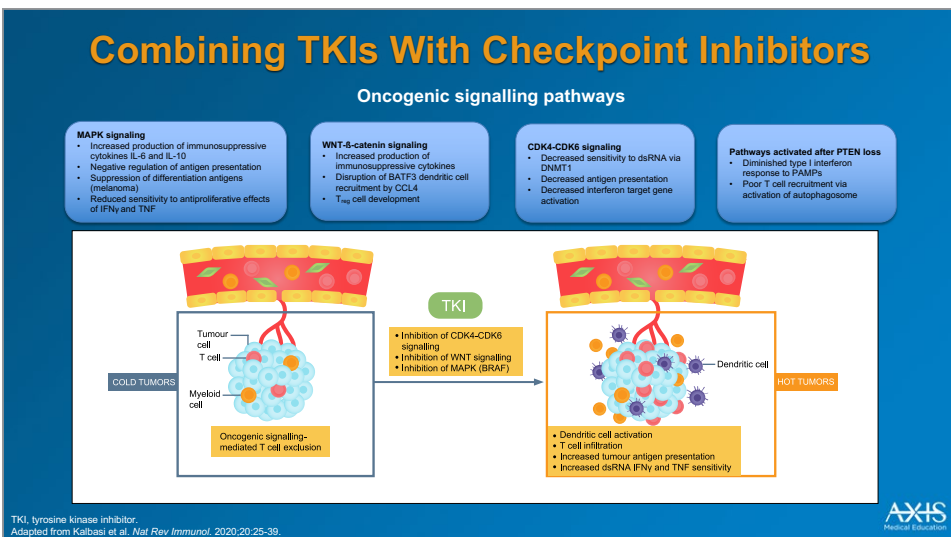 Combining TKIs With Checkpoint Inhibitors
Oncogenic signalling pathways
MAPK signaling
• Increased production of immunosuppressive
cytokines IL-6 and IL-10
• Negative regulation of antigen presentation
• Suppression of differentiation antigens
(melanoma)
• Reduced sensitivity to antiproliferative effects
of IFNγ and TNF
WNT-ß-catenin signaling
• Increased production of
immunosuppressive cytokines
• Disruption of BATF3 dendritic cell
recruitment by CCL4
• Treg cell development
CDK4-CDK6 signaling
• Decreased sensitivity to dsRNA via
DNMT1
• Decreased antigen presentation
• Decreased interferon target gene
activation
Pathways activated after PTEN loss
• Diminished type I interferon
response to PAMPs
• Poor T cell recruitment via
activation of autophagosome
COLD TUMORS
Tumour
cell
T cell
Myeloid
cell
Oncogenic signalling-
mediated T cell exclusion
TKI
• Inhibition of CDK4-CDK6
signalling
• Inhibition of WNT signalling
• Inhibition of MAPK (BRAF)
Dendritic cell
HOT TUMORS
• Dendritic cell activation
• T cell infiltration
• Increased tumour antigen presentation
• Increased dsRNA IFNγ and TNF sensitivity
TKI, tyrosine kinase inhibitor.
Adapted from Kalbasi et al. Nat Rev Immunol. 2020;20:25-39.
AXIS
Medical Education